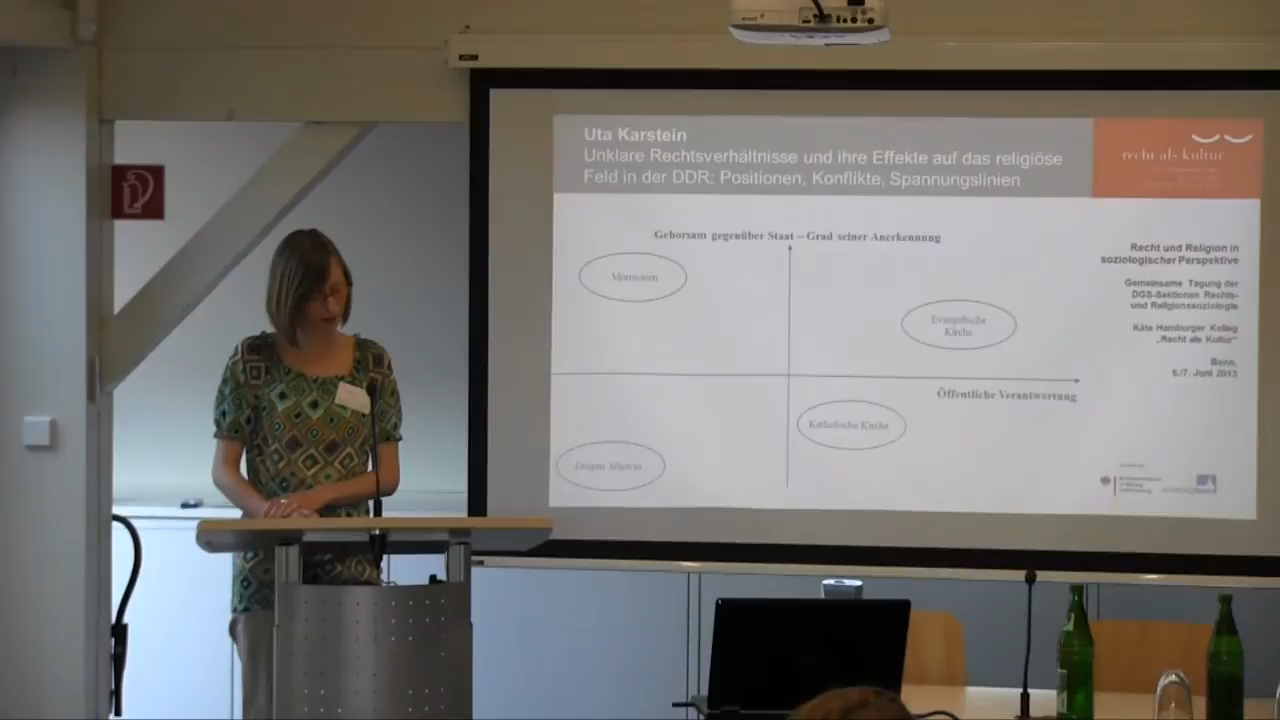 Uta Karstein
Unklare Rechtsverhältnisse und ihre Effekte auf das religiöse
Feld in der DDR: Positionen, Konflikte, Spannungslinien
recht als kultur
Gehorsam gegenüber Staat – Grad seiner Anerkennung
Mormonen
Evangelische
Kirche
Öffentliche Verantwortung
Katholische Kirche
Zeugen Jehovas
Recht und Religion in
soziologischer Perspektive
Gemeinsame Tagung der
DGS-Sektionen Rechts-
und Religionssoziologie
Käte Hamburger Kolleg
„Recht als Kultur“
Bonn,
6./7. Juni 2013